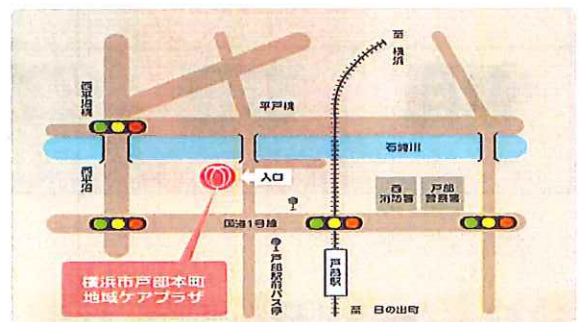 至
横浜
西平沼橋
平戸橋
石崎川
西平沼
入口
西
消防署
戸部
警察署
国道1号線
横浜市戸部本町
地域ケアプラザ
戸部駅前バス停
戸部駅
至 日の出町